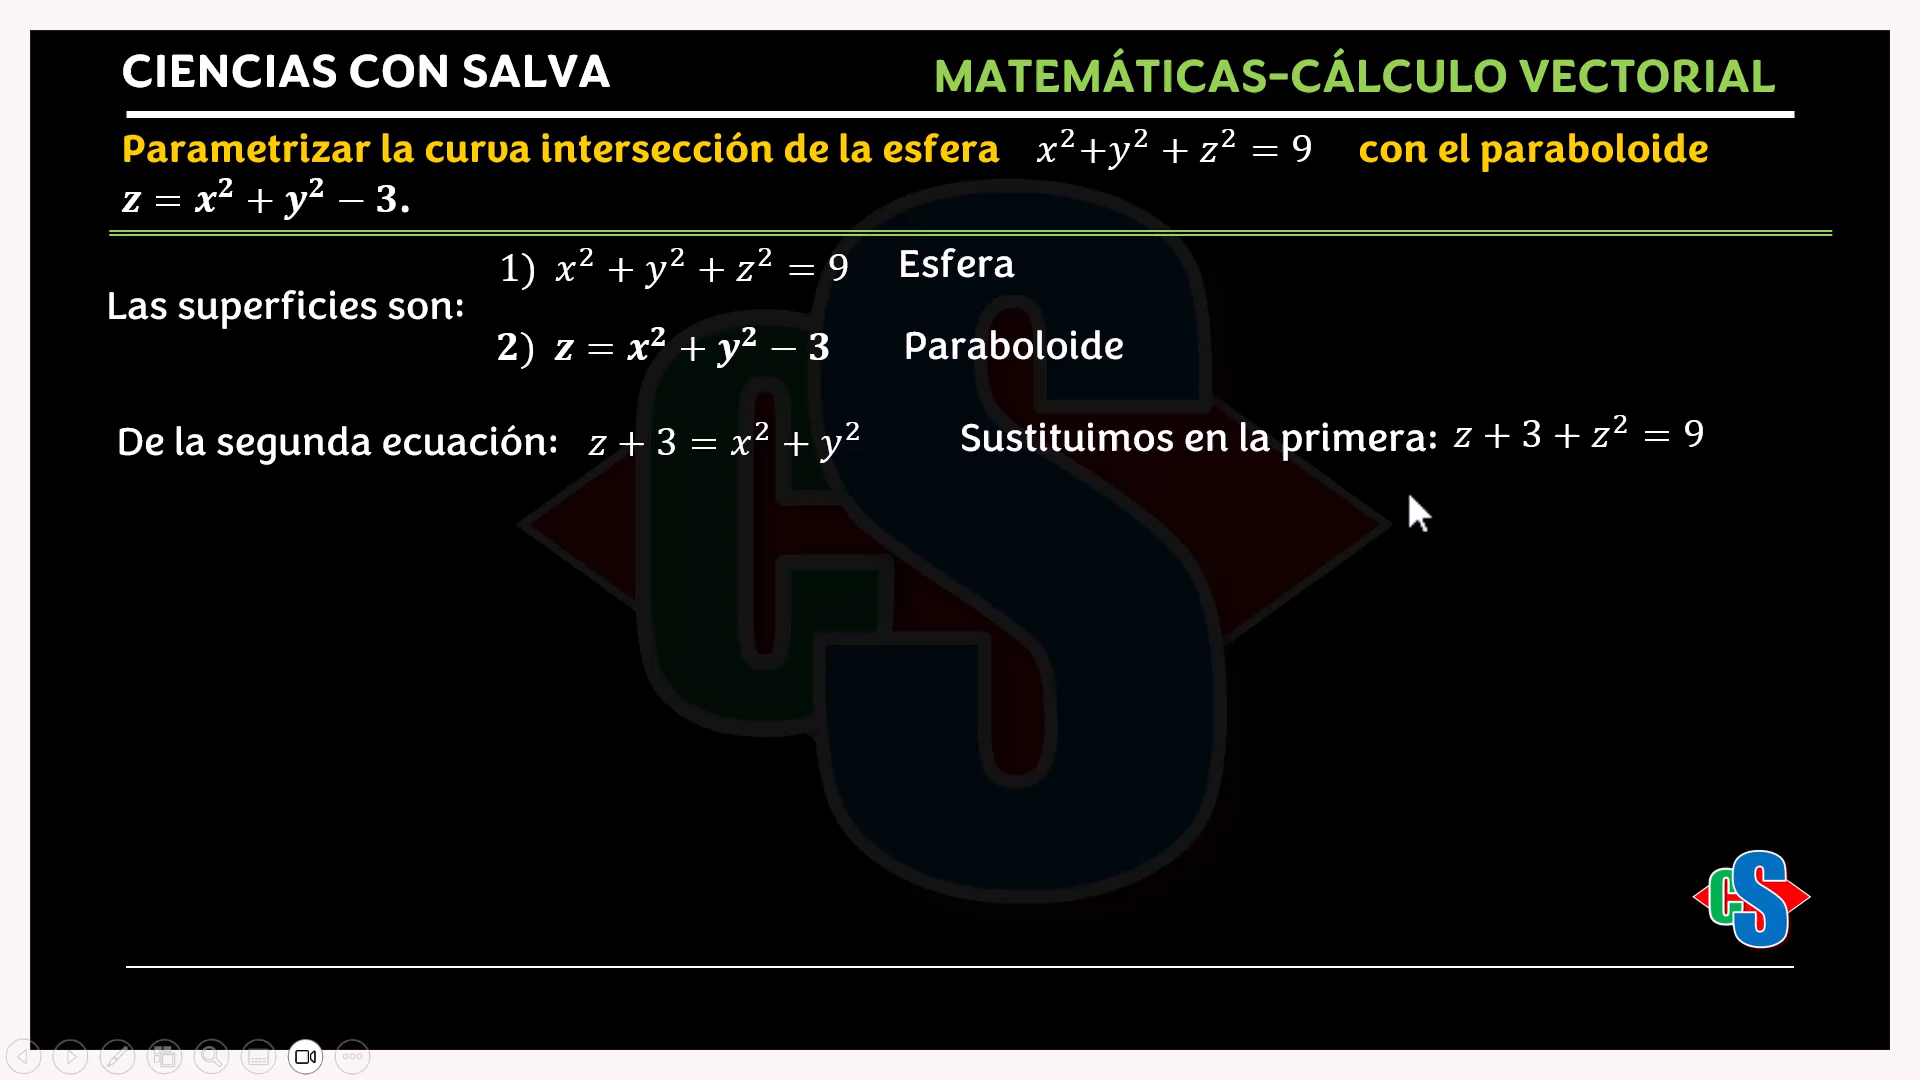 CIENCIAS CON SALVA
MATEMÁTICAS-CÁLCULO VECTORIAL
Parametrizar la curva intersección de la esfera x²+y² + z² = 9 con el paraboloide
z = x² + y² − 3.
1) x² + y² + z² = 9 Esfera
Las superficies son:
2) z = x² + y² − 3 Paraboloide
De la segunda ecuación: z + 3 = x² + y² Sustituimos en la primera: z + 3 + z² = 9
CS